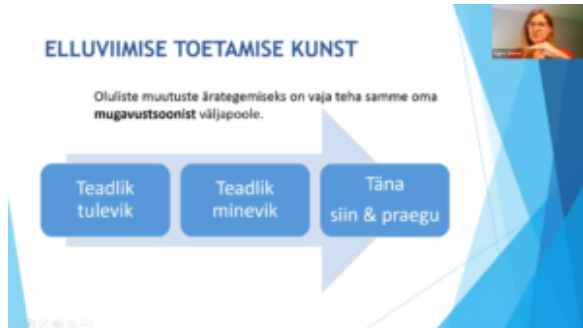 ELLUVIIMISE TOETAMISE KUNST
Oluliste muutuste ärategemiseks on vaja teha samme oma
mugavustsoonist väljapoole.
Teadlik
tulevik
Teadlik
minevik
Täna
siin & praegu